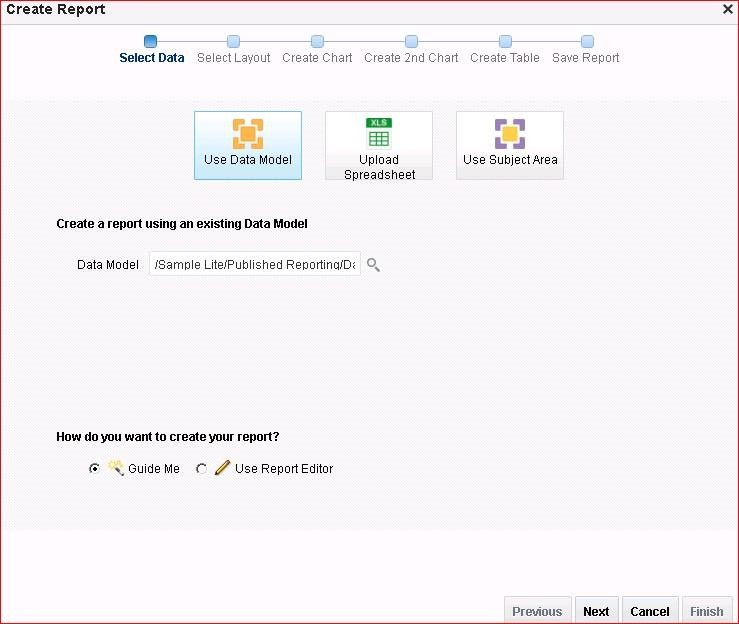 Create Report
Select Data Select Layout Create Chart Create 2nd Chart Create Table Save Report
XLS
Use Data Model Upload Spreadsheet Use Subject Area
Create a report using an existing Data Model
Data Model /Sample Lite/Published Reporting/Da
How do you want to create your report?
Guide Me Use Report Editor
Previous Next Cancel Finish